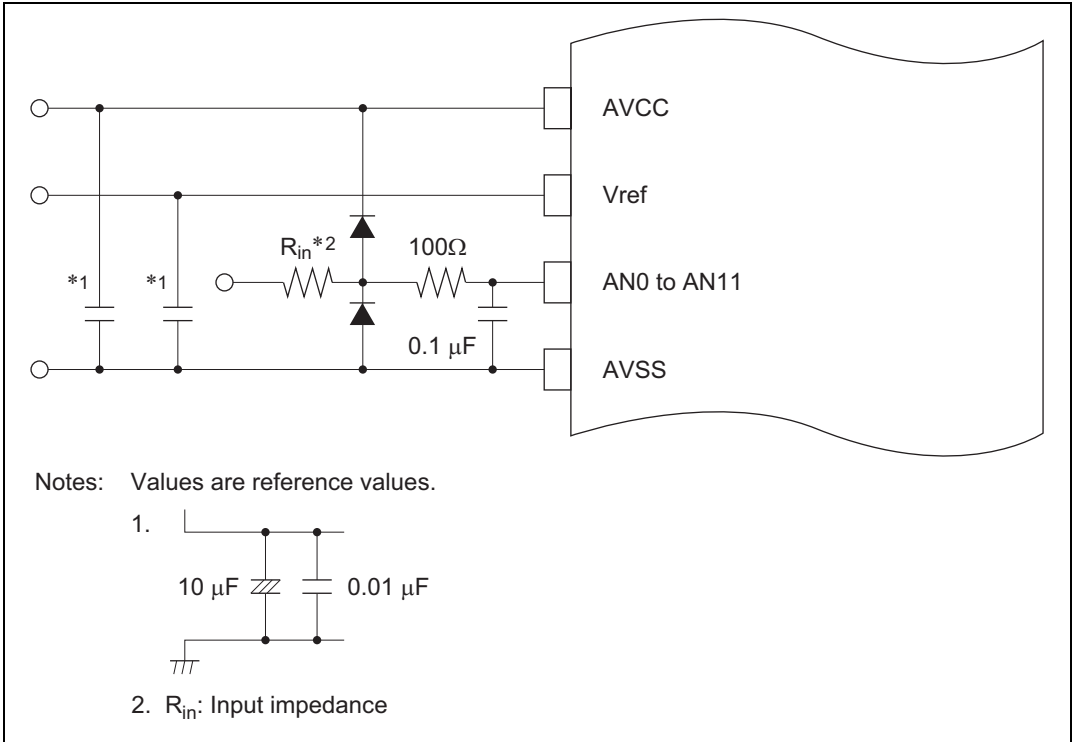 AVCC
Vref
Rin*2 100Ω
*1 *1 AN0 to AN11
0.1 μF
AVSS
Notes: Values are reference values.
1.
10 μF 0.01 μF
2. Rin: Input impedance